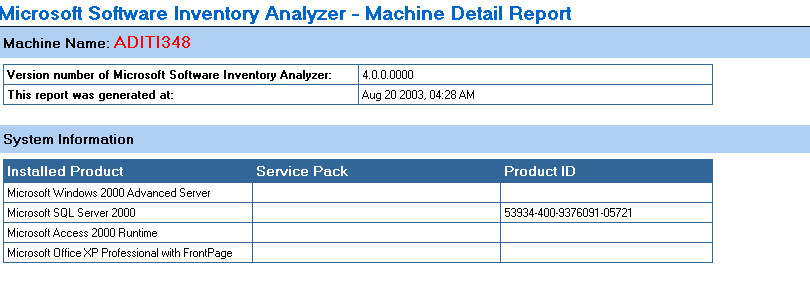 Microsoft Software Inventory Analyzer - Machine Detail Report
Machine Name: ADITI348
Version number of Microsoft Software Inventory Analyzer: 4.0.0.0000
This report was generated at: Aug 20 2003, 04:28 AM
System Information
Installed Product Service Pack Product ID
Microsoft Windows 2000 Advanced Server
Microsoft SQL Server 2000 53934-400-9376091-05721
Microsoft Access 2000 Runtime
Microsoft Office XP Professional with FrontPage